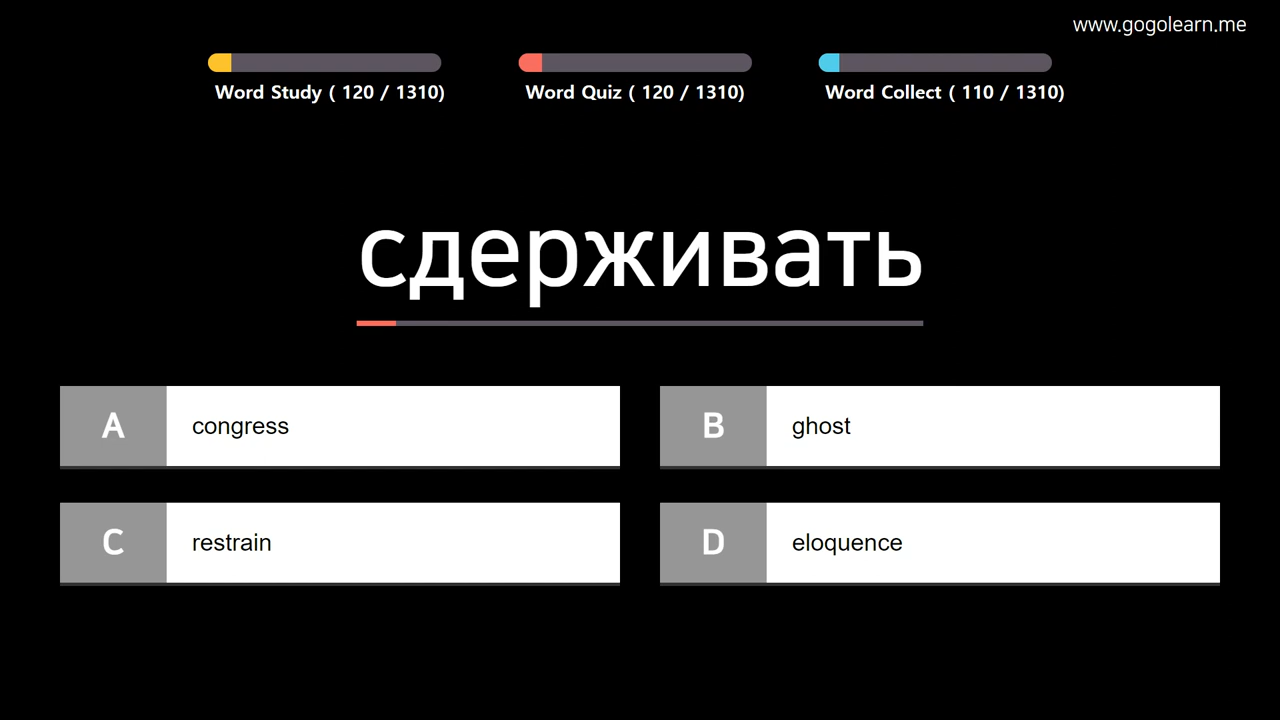 www.gogolearn.me
Word Study ( 120 / 1310)
Word Quiz ( 120 / 1310)
Word Collect ( 110 / 1310)
сдерживать
A congress
B ghost
C restrain
D eloquence